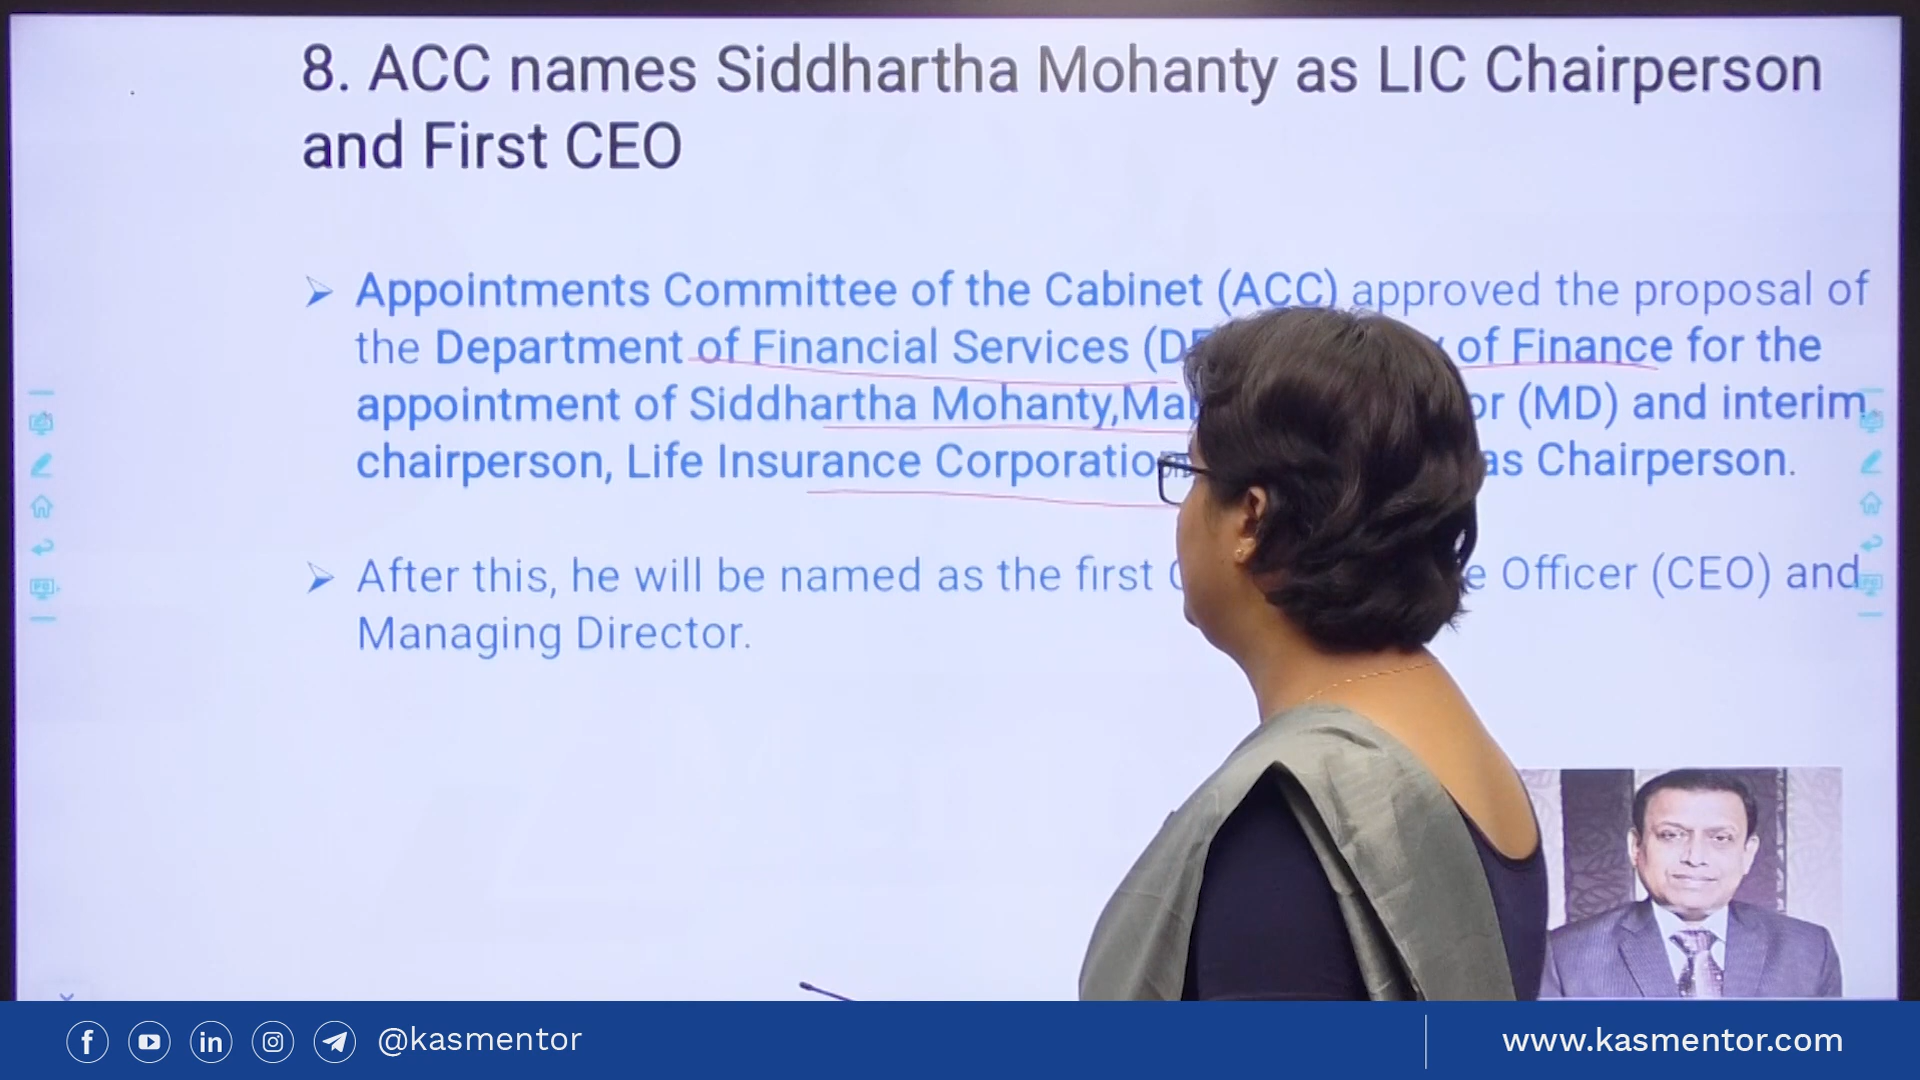 8. ACC names Siddhartha Mohanty as LIC Chairperson
and First CEO
Appointments Committee of the Cabinet (ACC) approved the proposal of
the Department of Financial Services of Finance for the
appointment of Siddhartha Mohanty, (MD) and interim
chairperson, Life Insurance as Chairperson.
After this, he will be named as the first Officer (CEO) and
Managing Director.
@kasmentor
www.kasmentor.com